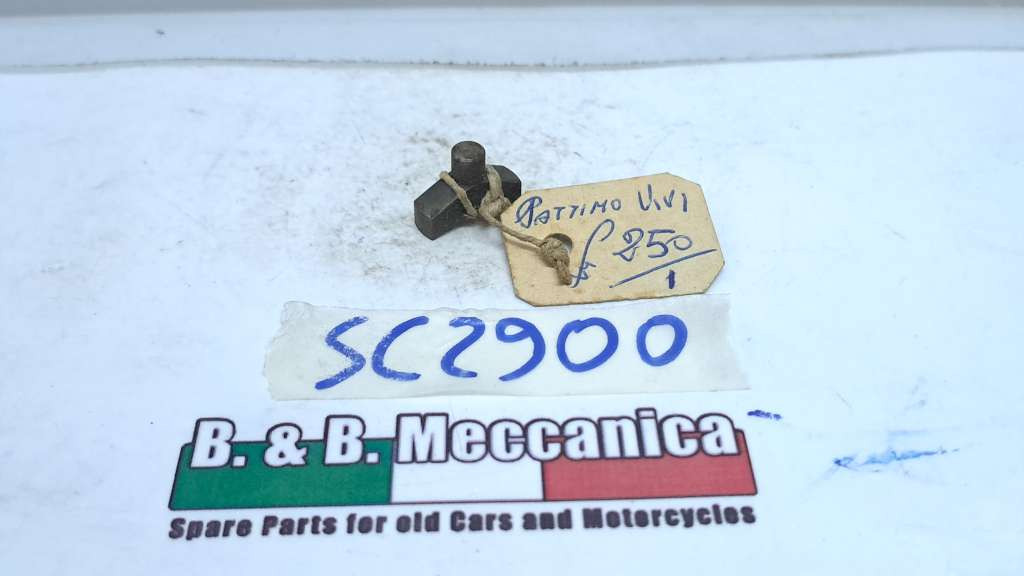 PATTINO VIVI
£ 250
1
SC2900
B. & B. Meccanica
Spare Parts for old Cars and Motorcycles